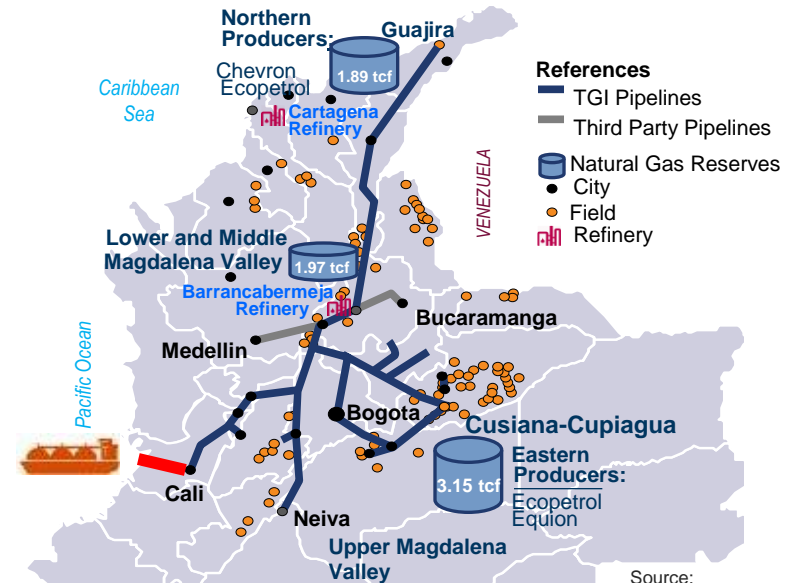 Northern
Producers:
Guajira
1.89 tcf
Chevron
Ecopetrol
Caribbean
Sea
Cartagena
Refinery
References
TGI Pipelines
Third Party Pipelines
Natural Gas Reserves
City
Field
Refinery
VENEZUELA
Lower and Middle
Magdalena Valley
1.97 tcf
Barrancabermeja
Refinery
Bucaramanga
Medellin
Pacific Ocean
Bogota
Cusiana-Cupiagua
Eastern
Producers:
3.15 tcf
Ecopetrol
Equion
Cali
Neiva
Upper Magdalena
Valley
Source: